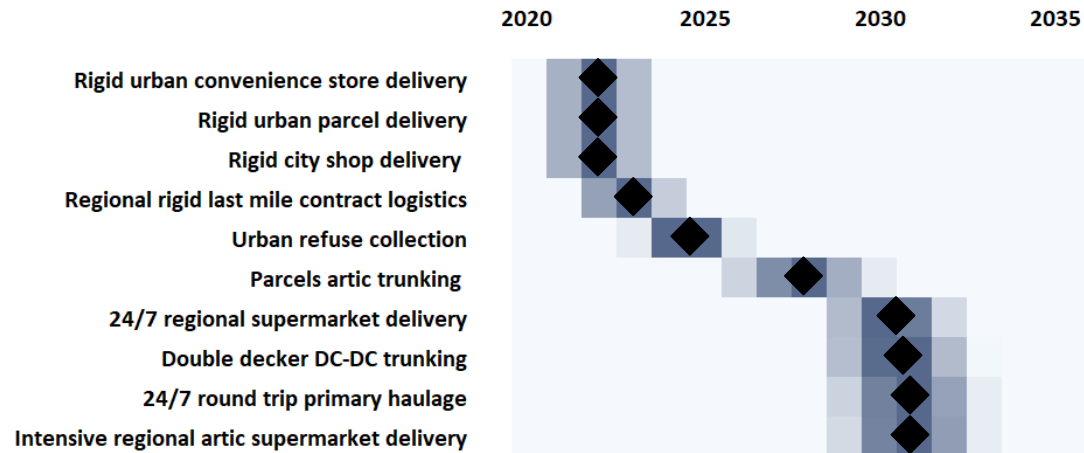 2020 2025 2030 2035
Rigid urban convenience store delivery
Rigid urban parcel delivery
Rigid city shop delivery
Regional rigid last mile contract logistics
Urban refuse collection
Parcels artic trunking
24/7 regional supermarket delivery
Double decker DC-DC trunking
24/7 round trip primary haulage
Intensive regional artic supermarket delivery